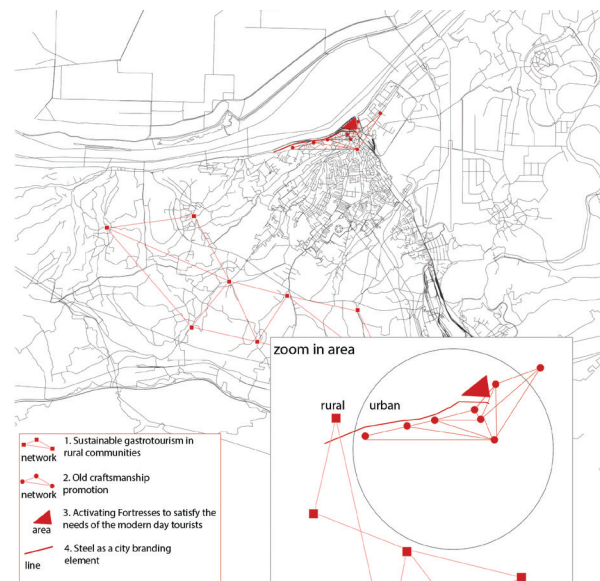 zoom in area
rural
urban
network
1. Sustainable gastrotourism in
rural communities
network
2. Old craftsmanship
promotion
area
3. Activating Fortresses to satisfy the
needs of the modern day tourists
line
4. Steel as a city branding
element